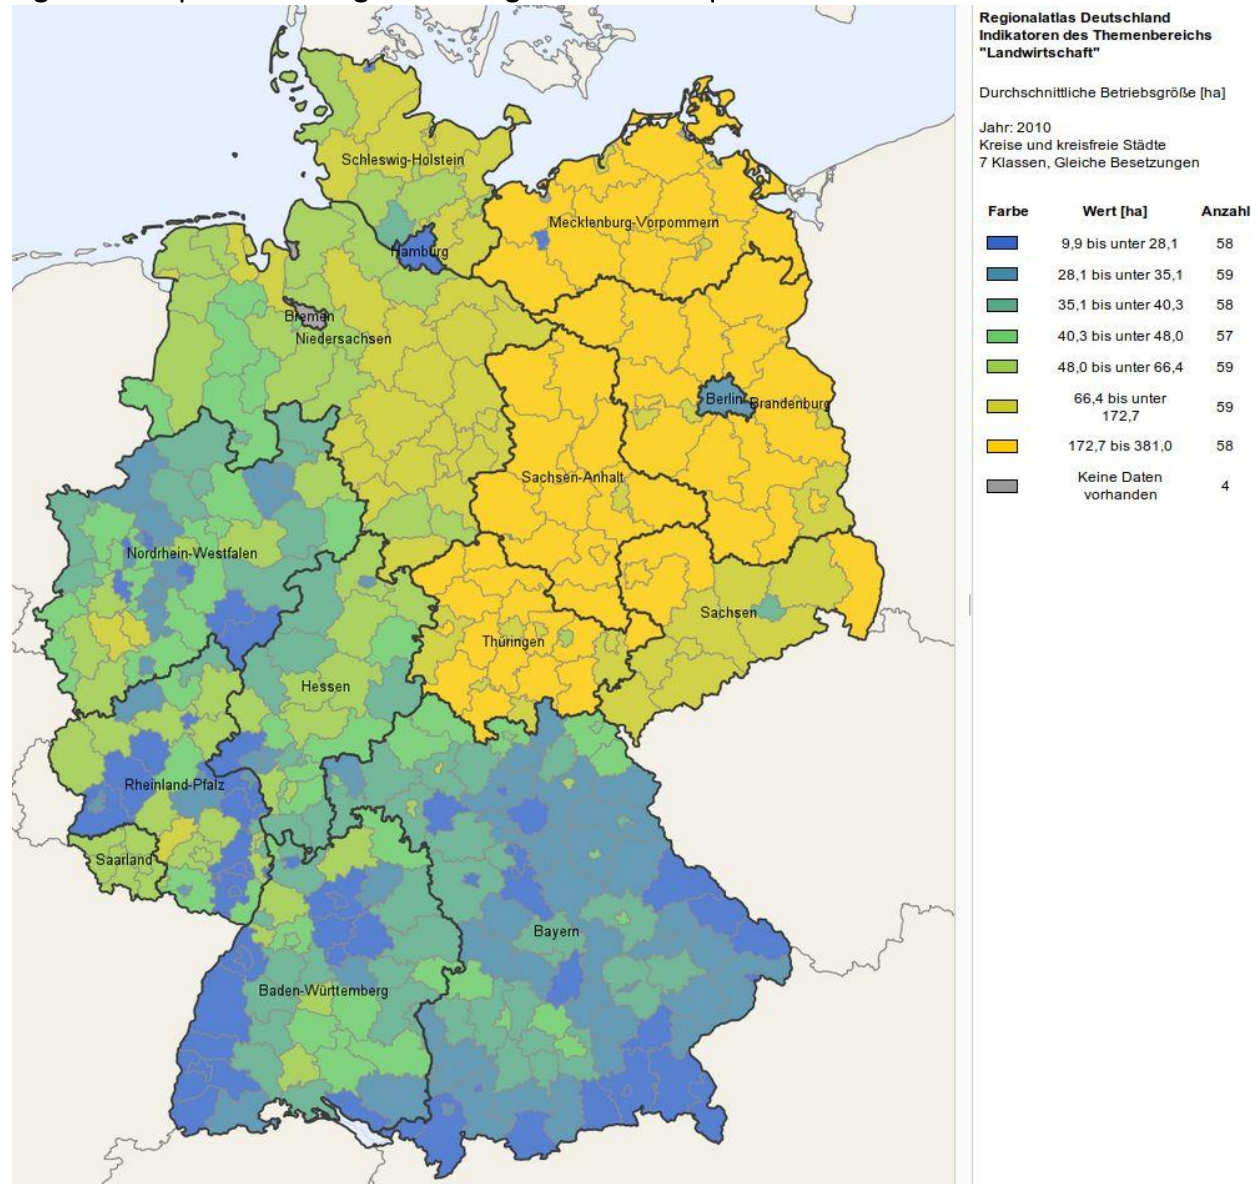 Regionalatlas Deutschland
Indikatoren des Themenbereichs
"Landwirtschaft"
Durchschnittliche Betriebsgröße [ha]
Jahr: 2010
Kreise und kreisfreie Städte
7 Klassen, Gleiche Besetzungen
Farbe Wert [ha] Anzahl
9,9 bis unter 28,1 58
28,1 bis unter 35,1 59
35,1 bis unter 40,3 58
40,3 bis unter 48,0 57
48,0 bis unter 66,4 59
66,4 bis unter
172,7 59
172,7 bis 381,0 58
Keine Daten
vorhanden 4
Schleswig-Holstein
Mecklenburg-Vorpommern
Hamburg
Bremen
Niedersachsen
Berlin
Brandenburg
Sachsen-Anhalt
Nordrhein-Westfalen
Sachsen
Thüringen
Hessen
Rheinland-Pfalz
Saarland
Bayern
Baden-Württemberg